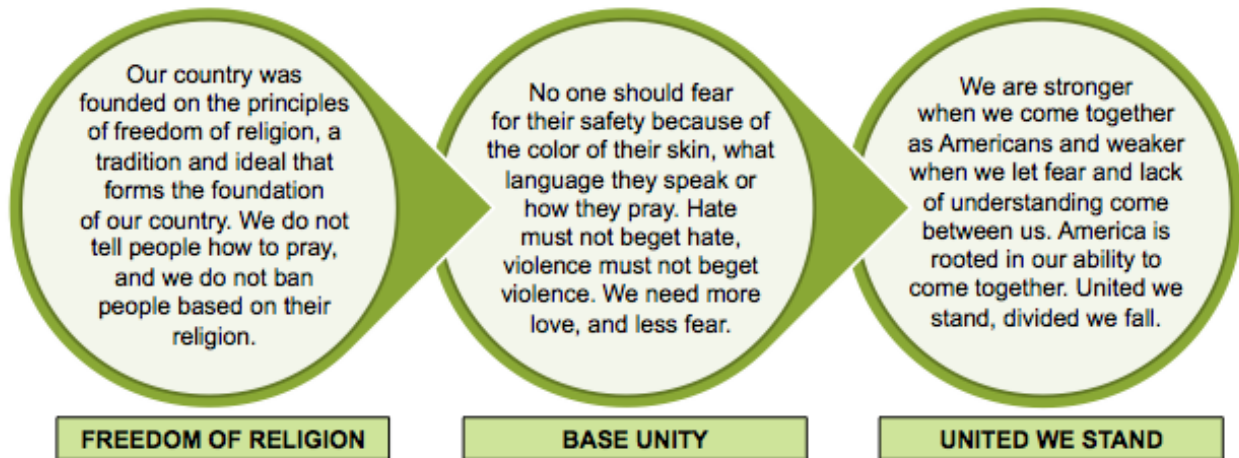 Our country was
founded on the principles
of freedom of religion, a
tradition and ideal that
forms the foundation
of our country. We do not
tell people how to pray,
and we do not ban
people based on their
religion.
FREEDOM OF RELIGION
No one should fear
for their safety because of
the color of their skin, what
language they speak or
how they pray. Hate
must not beget hate,
violence must not beget
violence. We need more
love, and less fear.
BASE UNITY
We are stronger
when we come together
as Americans and weaker
when we let fear and lack
of understanding come
between us. America is
rooted in our ability to
come together. United we
stand, divided we fall.
UNITED WE STAND